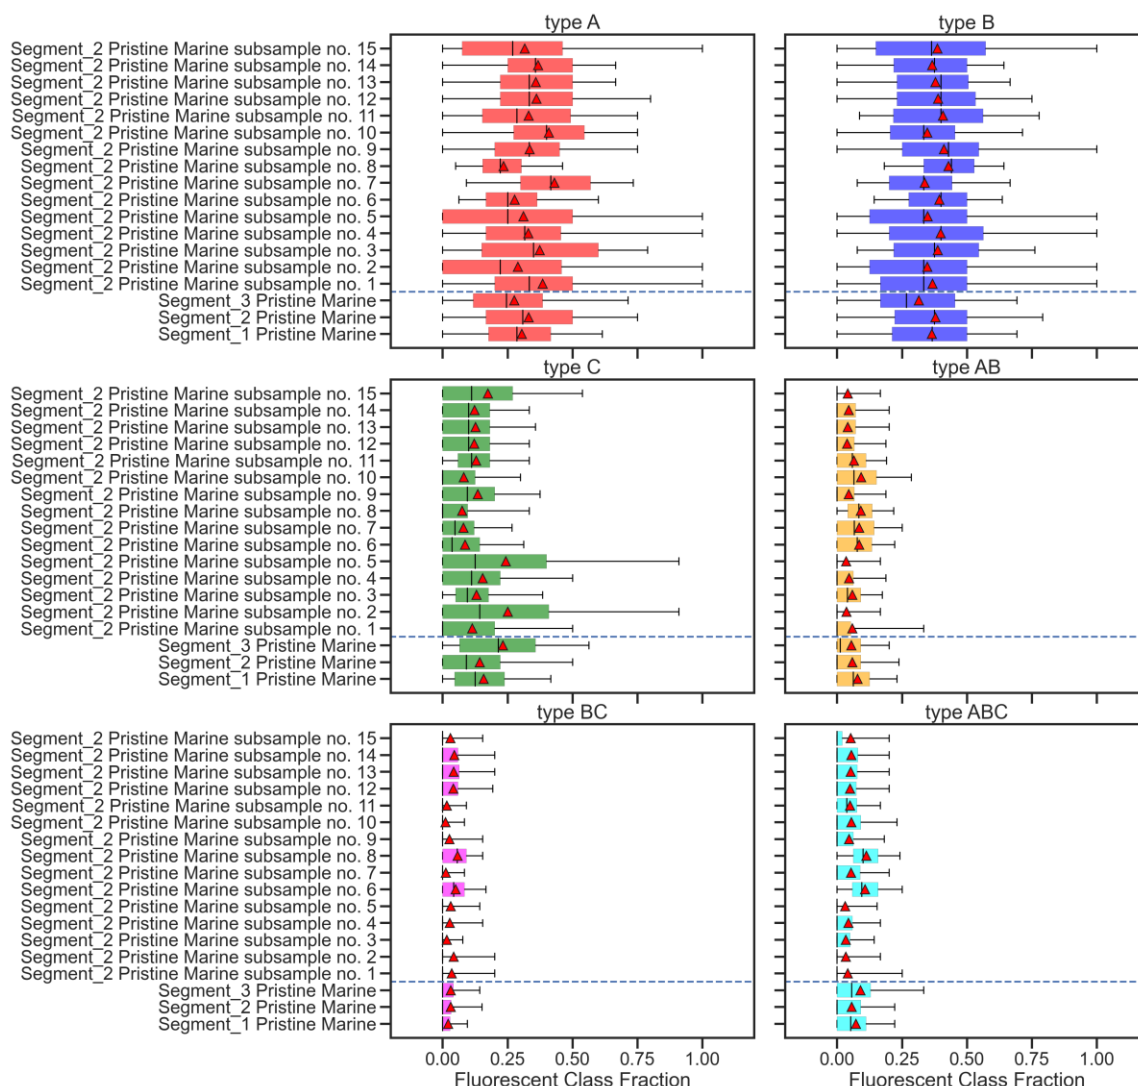 type A
type B
Segment_2 Pristine Marine subsample no. 15
Segment_2 Pristine Marine subsample no. 14
Segment_2 Pristine Marine subsample no. 13
Segment_2 Pristine Marine subsample no. 12
Segment_2 Pristine Marine subsample no. 11
Segment_2 Pristine Marine subsample no. 10
Segment_2 Pristine Marine subsample no. 9
Segment_2 Pristine Marine subsample no. 8
Segment_2 Pristine Marine subsample no. 7
Segment_2 Pristine Marine subsample no. 6
Segment_2 Pristine Marine subsample no. 5
Segment_2 Pristine Marine subsample no. 4
Segment_2 Pristine Marine subsample no. 3
Segment_2 Pristine Marine subsample no. 2
Segment_2 Pristine Marine subsample no. 1
Segment_3 Pristine Marine
Segment_2 Pristine Marine
Segment_1 Pristine Marine
type C
type AB
Segment_2 Pristine Marine subsample no. 15
Segment_2 Pristine Marine subsample no. 14
Segment_2 Pristine Marine subsample no. 13
Segment_2 Pristine Marine subsample no. 12
Segment_2 Pristine Marine subsample no. 11
Segment_2 Pristine Marine subsample no. 10
Segment_2 Pristine Marine subsample no. 9
Segment_2 Pristine Marine subsample no. 8
Segment_2 Pristine Marine subsample no. 7
Segment_2 Pristine Marine subsample no. 6
Segment_2 Pristine Marine subsample no. 5
Segment_2 Pristine Marine subsample no. 4
Segment_2 Pristine Marine subsample no. 3
Segment_2 Pristine Marine subsample no. 2
Segment_2 Pristine Marine subsample no. 1
Segment_3 Pristine Marine
Segment_2 Pristine Marine
Segment_1 Pristine Marine
type BC
type ABC
Segment_2 Pristine Marine subsample no. 15
Segment_2 Pristine Marine subsample no. 14
Segment_2 Pristine Marine subsample no. 13
Segment_2 Pristine Marine subsample no. 12
Segment_2 Pristine Marine subsample no. 11
Segment_2 Pristine Marine subsample no. 10
Segment_2 Pristine Marine subsample no. 9
Segment_2 Pristine Marine subsample no. 8
Segment_2 Pristine Marine subsample no. 7
Segment_2 Pristine Marine subsample no. 6
Segment_2 Pristine Marine subsample no. 5
Segment_2 Pristine Marine subsample no. 4
Segment_2 Pristine Marine subsample no. 3
Segment_2 Pristine Marine subsample no. 2
Segment_2 Pristine Marine subsample no. 1
Segment_3 Pristine Marine
Segment_2 Pristine Marine
Segment_1 Pristine Marine
0.00 0.25 0.50 0.75 1.00
0.00 0.25 0.50 0.75 1.00
Fluorescent Class Fraction
Fluorescent Class Fraction